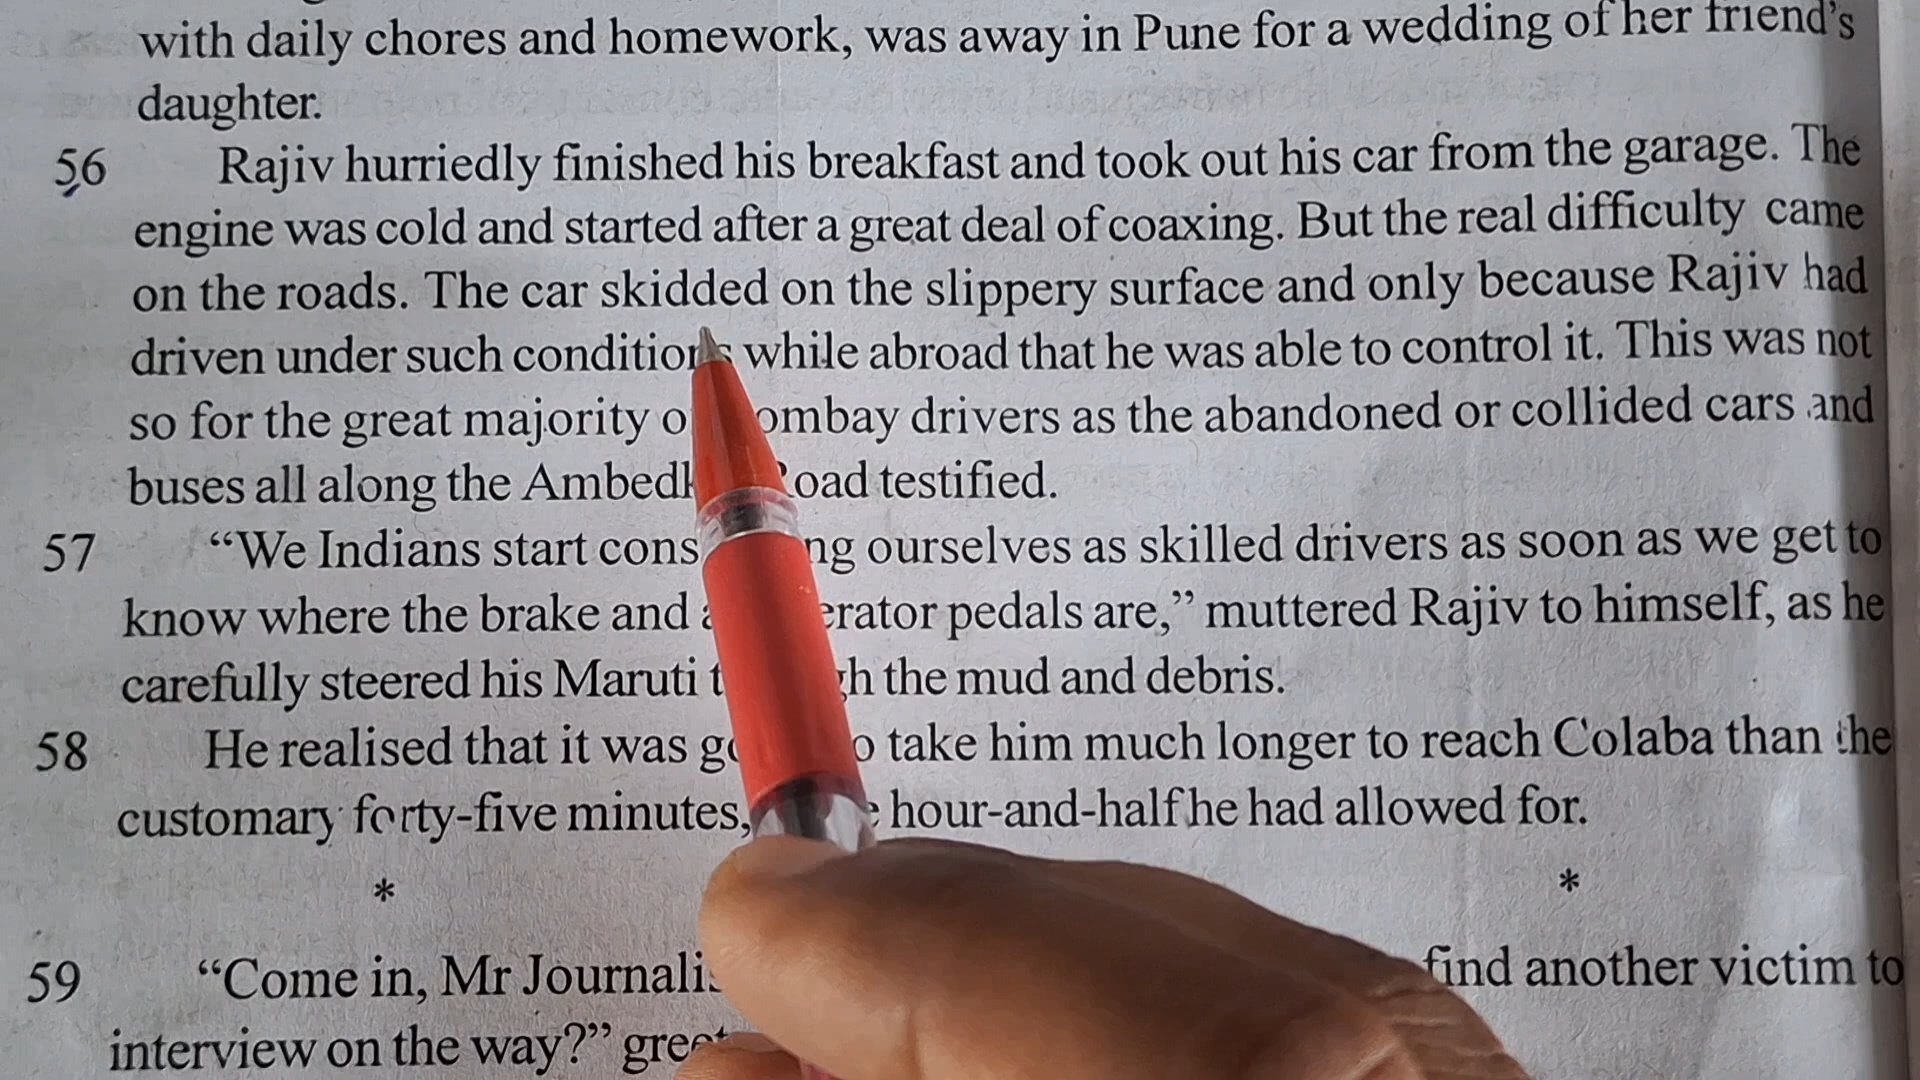 with daily chores and homework, was away in Pune for a wedding of her friend's
daughter.
56 Rajiv hurriedly finished his breakfast and took out his car from the garage. The
engine was cold and started after a great deal of coaxing. But the real difficulty came
on the roads. The car skidded on the slippery surface and only because Rajiv had
driven under such conditions while abroad that he was able to control it. This was not
so for the great majority ombay drivers as the abandoned or collided cars and
buses all along the Ambed oad testified.
57 “We Indians start cons ng ourselves as skilled drivers as soon as we get to
know where the brake and erator pedals are,” muttered Rajiv to himself, as he
carefully steered his Maruti the mud and debris.
58 He realised that it was take him much longer to reach Colaba than the
customary forty-five minutes, hour-and-half he had allowed for.
* *
59 “Come in, Mr find another victim to
interview on the way?”